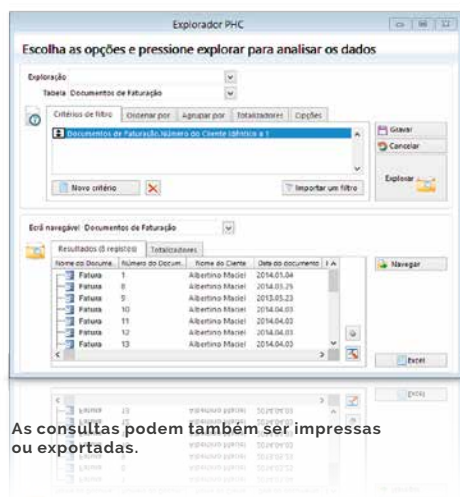 Explorador PHC
Escolha as opções e pressione explorar para analisar os dados
Exploração
Tabela Documentos de Faturação
Critérios de filtro Ordenar por Agrupar por Totalizadores Opções
Documentos de Faturação.Número do Cliente Idêntico a 1
Gravar
Cancelar
Explorar
Novo critério Importar um filtro
Ecrã navegável Documentos de Faturação
Resultados (8 registos) Totalizadores
Nome do Docume. Número do Docum. Nome do Cliente Data do documento
Navegar
Fatura 1 Albertino Maciel 2014.01.04
Fatura 8 Albertino Maciel 2014.03.25
Fatura 9 Albertino Maciel 2013.05.23
Fatura 10 Albertino Maciel 2014.04.03
Fatura 11 Albertino Maciel 2014.04.03
Fatura 12 Albertino Maciel 2014.04.03
Fatura 13 Albertino Maciel 2014.04.03
Excel
As consultas podem também ser impressas
ou exportadas.